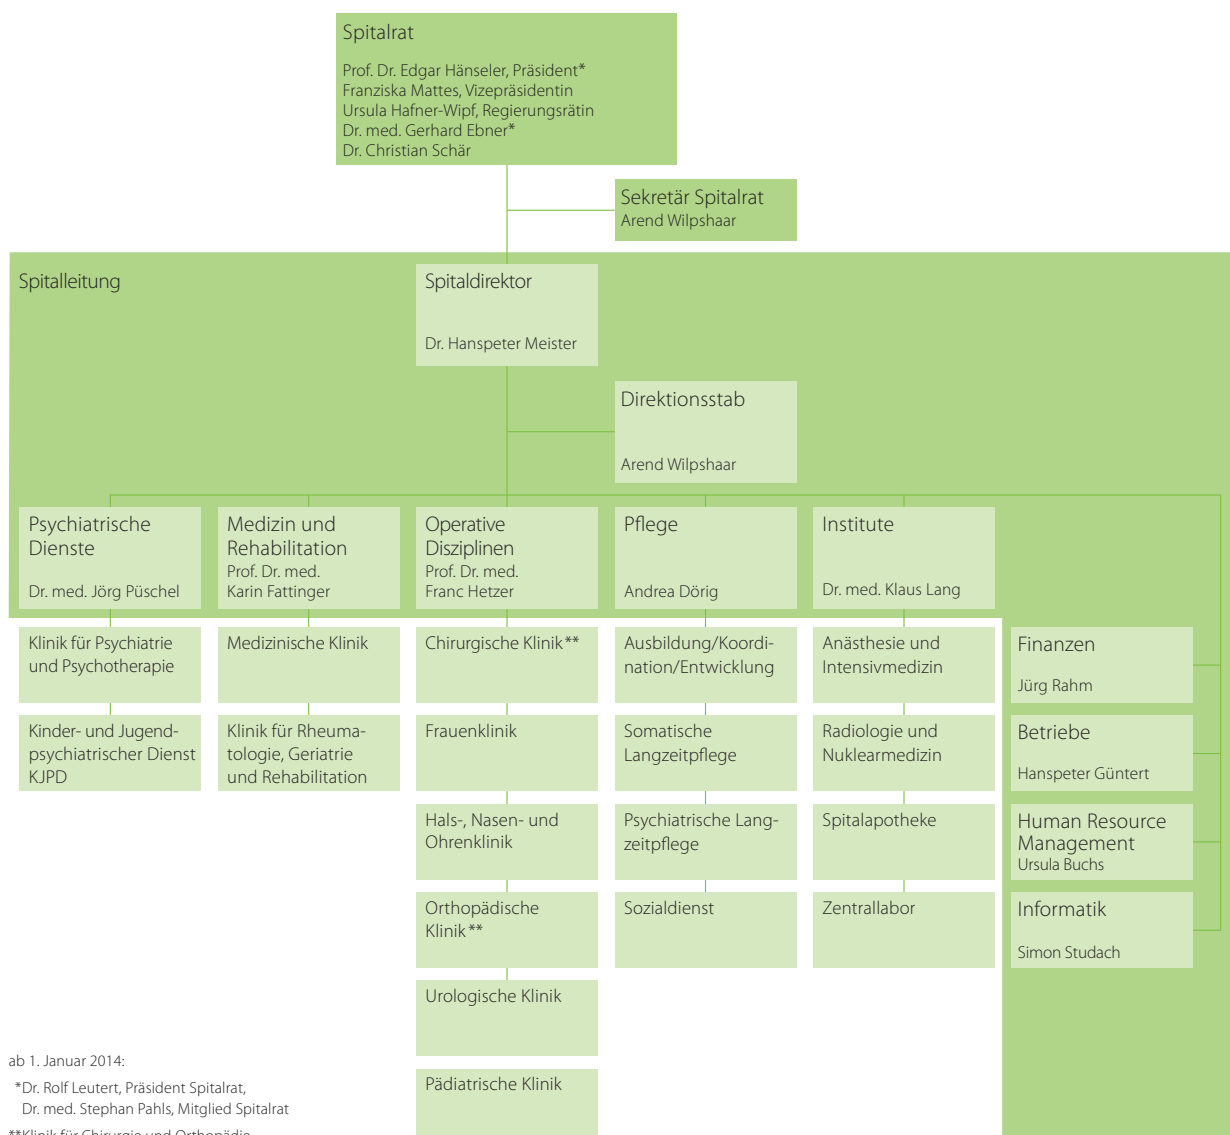 Spitalrat
Prof. Dr. Edgar Hänseler, Präsident*
Franziska Mattes, Vizepräsidentin
Ursula Hafner-Wipf, Regierungsrätin
Dr. med. Gerhard Ebner*
Dr. Christian Schär
Sekretär Spitalrat
Arend Wilpshaar
Spitalleitung
Spitaldirektor
Dr. Hanspeter Meister
Direktionsstab
Arend Wilpshaar
Psychiatrische
Dienste
Dr. med. Jörg Püschel
Medizin und
Rehabilitation
Prof. Dr. med.
Karin Fattinger
Operative
Disziplinen
Prof. Dr. med.
Franc Hetzer
Pflege
Andrea Dörig
Institute
Dr. med. Klaus Lang
Klinik für Psychiatrie
und Psychotherapie
Kinder- und Jugend-
psychiatrischer Dienst
KJPD
Medizinische Klinik
Klinik für Rheuma-
tologie, Geriatrie
und Rehabilitation
Chirurgische Klinik**
Frauenklinik
Hals-, Nasen- und
Ohrenklinik
Orthopädische
Klinik**
Urologische Klinik
Pädiatrische Klinik
Ausbildung/Koordi-
nation/Entwicklung
Somatische
Langzeitpflege
Psychiatrische Lang-
zeitpflege
Sozialdienst
Anästhesie und
Intensivmedizin
Radiologie und
Nuklearmedizin
Spitalapotheke
Zentrallabor
Finanzen
Jürg Rahm
Betriebe
Hanspeter Güntert
Human Resource
Management
Ursula Buchs
Informatik
Simon Studach
ab 1. Januar 2014:
*Dr. Rolf Leutert, Präsident Spitalrat,
Dr. med. Stephan Pahls, Mitglied Spitalrat
**Klinik für Chirurgie und Orthopädie